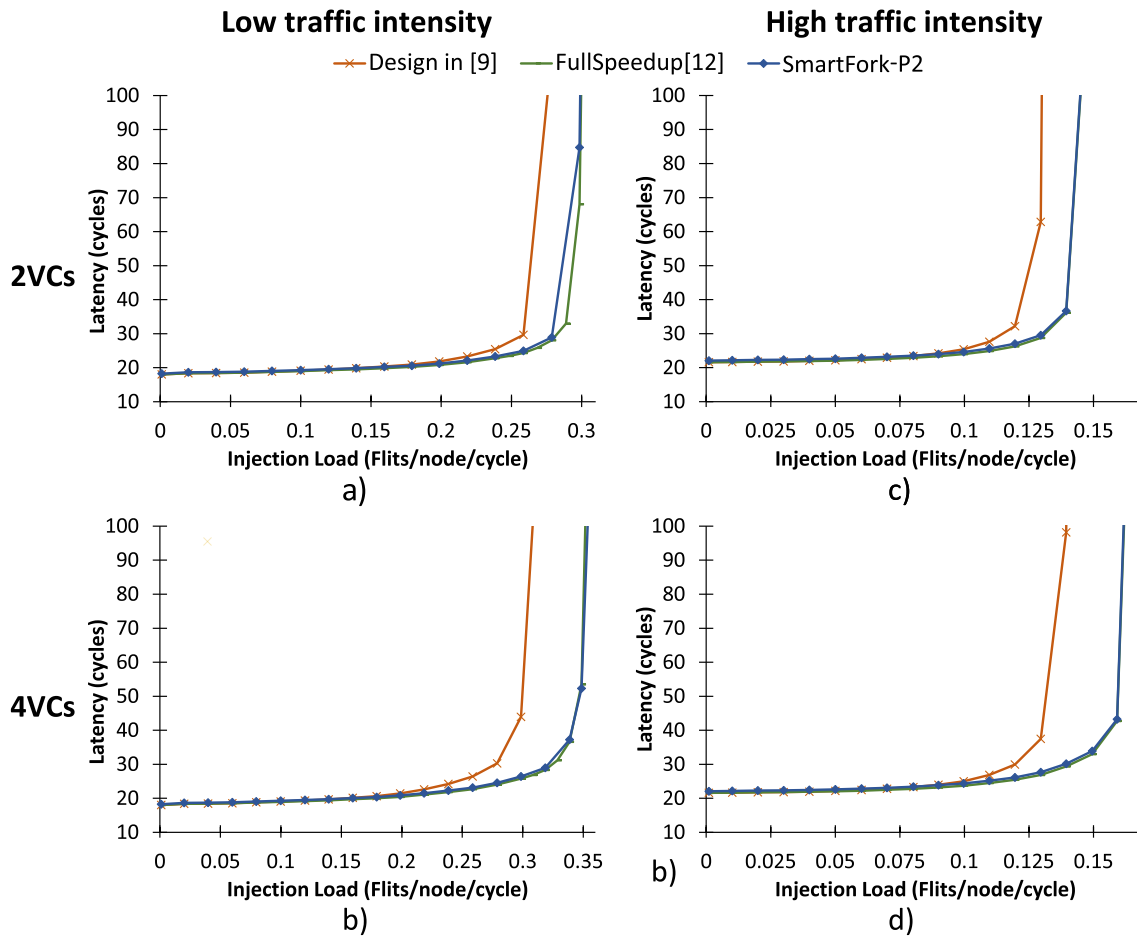 Low traffic intensity
High traffic intensity
Design in [9] FullSpeedup[12] SmartFork-P2
2VCs
Latency (cycles)
100
90
80
70
60
50
40
30
20
10
0 0.05 0.1 0.15 0.2 0.25 0.3
Injection Load (Flits/node/cycle)
a)
Latency (cycles)
100
90
80
70
60
50
40
30
20
10
0 0.025 0.05 0.075 0.1 0.125 0.15
Injection Load (Flits/node/cycle)
c)
4VCs
Latency (cycles)
100
90
80
70
60
50
40
30
20
10
0 0.05 0.1 0.15 0.2 0.25 0.3 0.35
Injection Load (Flits/node/cycle)
b)
b)
Latency (cycles)
100
90
80
70
60
50
40
30
20
10
0 0.025 0.05 0.075 0.1 0.125 0.15
Injection Load (Flits/node/cycle)
d)